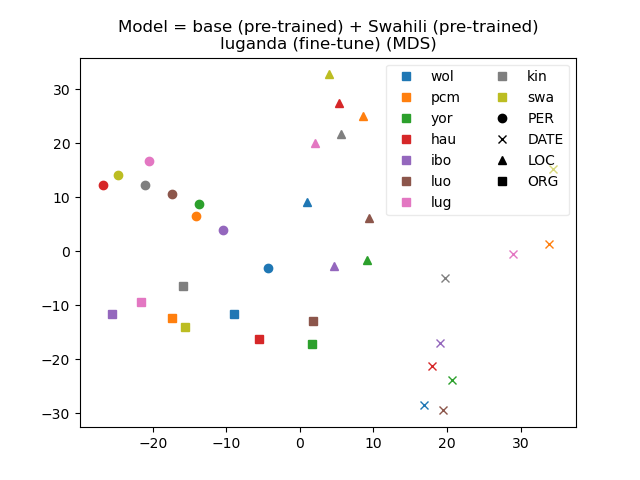 Model = base (pre-trained) + Swahili (pre-trained)
luganda (fine-tune) (MDS)
wol
pcm
yor
hau
ibo
luo
lug
kin
swa
PER
DATE
LOC
ORG
30
20
10
0
−10
−20
−30
−20
−10
0
10
20
30